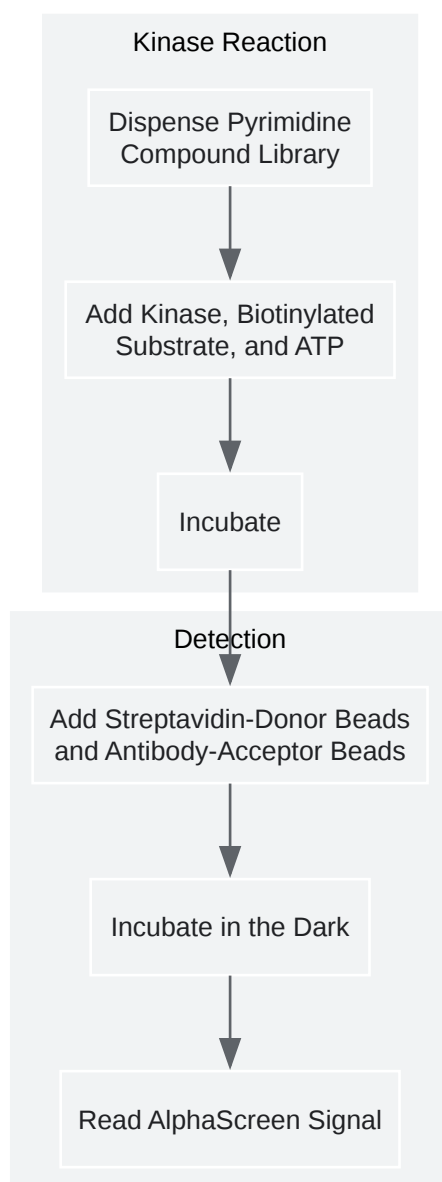 Kinase Reaction
Dispense Pyrimidine
Compound Library
Add Kinase, Biotinylated
Substrate, and ATP
Incubate
Detection
Add Streptavidin-Donor Beads
and Antibody-Acceptor Beads
Incubate in the Dark
Read AlphaScreen Signal